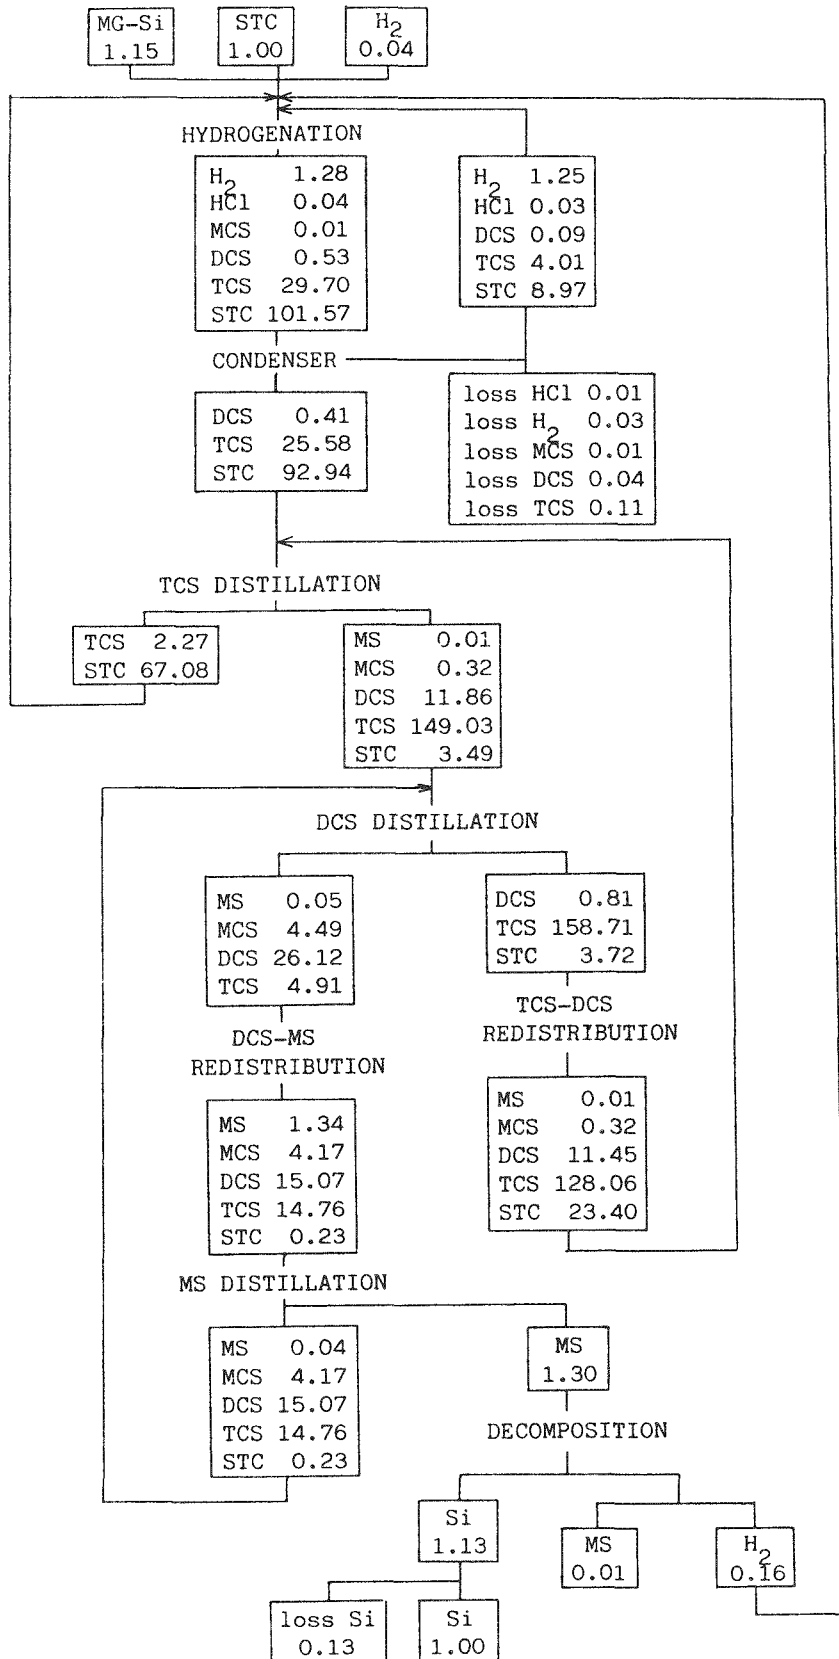 MG-Si
1.15
STC
1.00
H2
0.04
HYDROGENATION
H2 1.28
HCl 0.04
MCS 0.01
DCS 0.53
TCS 29.70
STC 101.57
H2 1.25
HCl 0.03
DCS 0.09
TCS 4.01
STC 8.97
CONDENSER
DCS 0.41
TCS 25.58
STC 92.94
loss HCl 0.01
loss H2 0.03
loss MCS 0.01
loss DCS 0.04
loss TCS 0.11
TCS DISTILLATION
TCS 2.27
STC 67.08
MS 0.01
MCS 0.32
DCS 11.86
TCS 149.03
STC 3.49
DCS DISTILLATION
MS 0.05
MCS 4.49
DCS 26.12
TCS 4.91
DCS 0.81
TCS 158.71
STC 3.72
DCS-MS
REDISTRIBUTION
TCS-DCS
REDISTRIBUTION
MS 1.34
MCS 4.17
DCS 15.07
TCS 14.76
STC 0.23
MS 0.01
MCS 0.32
DCS 11.45
TCS 128.06
STC 23.40
MS DISTILLATION
MS 0.04
MCS 4.17
DCS 15.07
TCS 14.76
STC 0.23
MS
1.30
DECOMPOSITION
Si
1.13
MS
0.01
H2
0.16
loss Si
0.13
Si
1.00